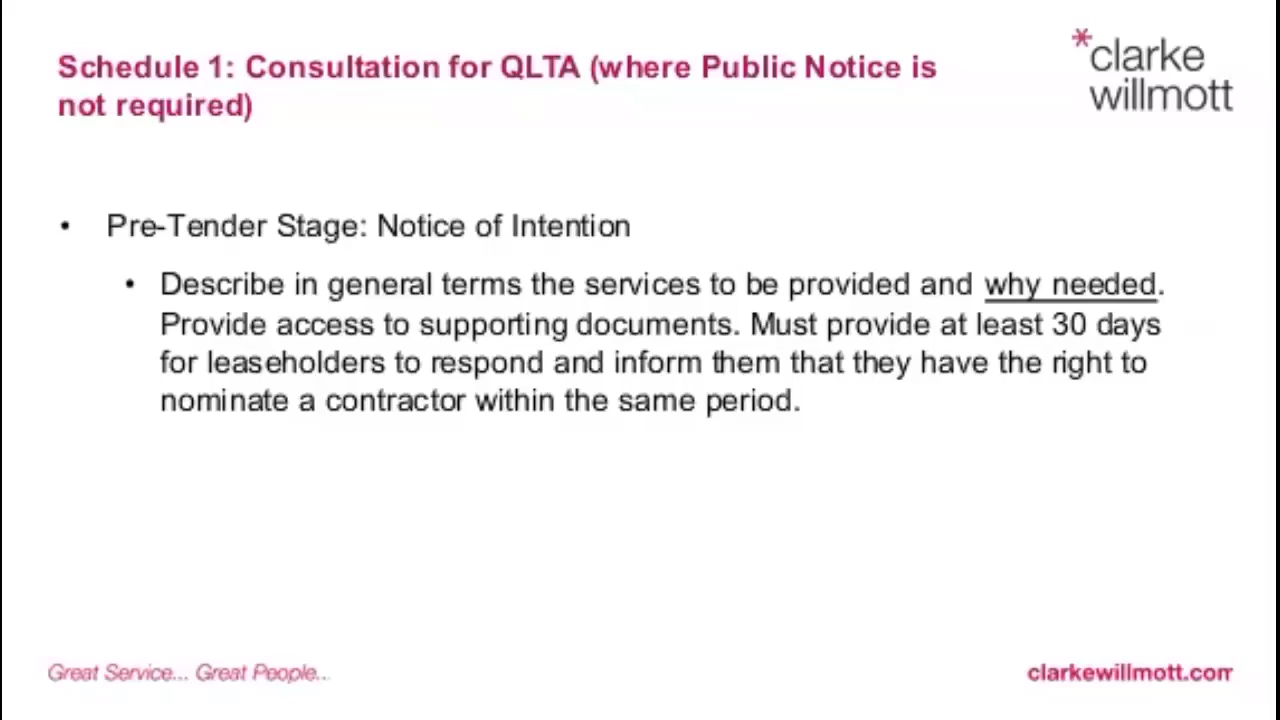 Schedule 1: Consultation for QLTA (where Public Notice is
not required)
*clarke
willmott
• Pre-Tender Stage: Notice of Intention
• Describe in general terms the services to be provided and why needed.
Provide access to supporting documents. Must provide at least 30 days
for leaseholders to respond and inform them that they have the right to
nominate a contractor within the same period.
Great Service... Great People...
clarkewillmott.com